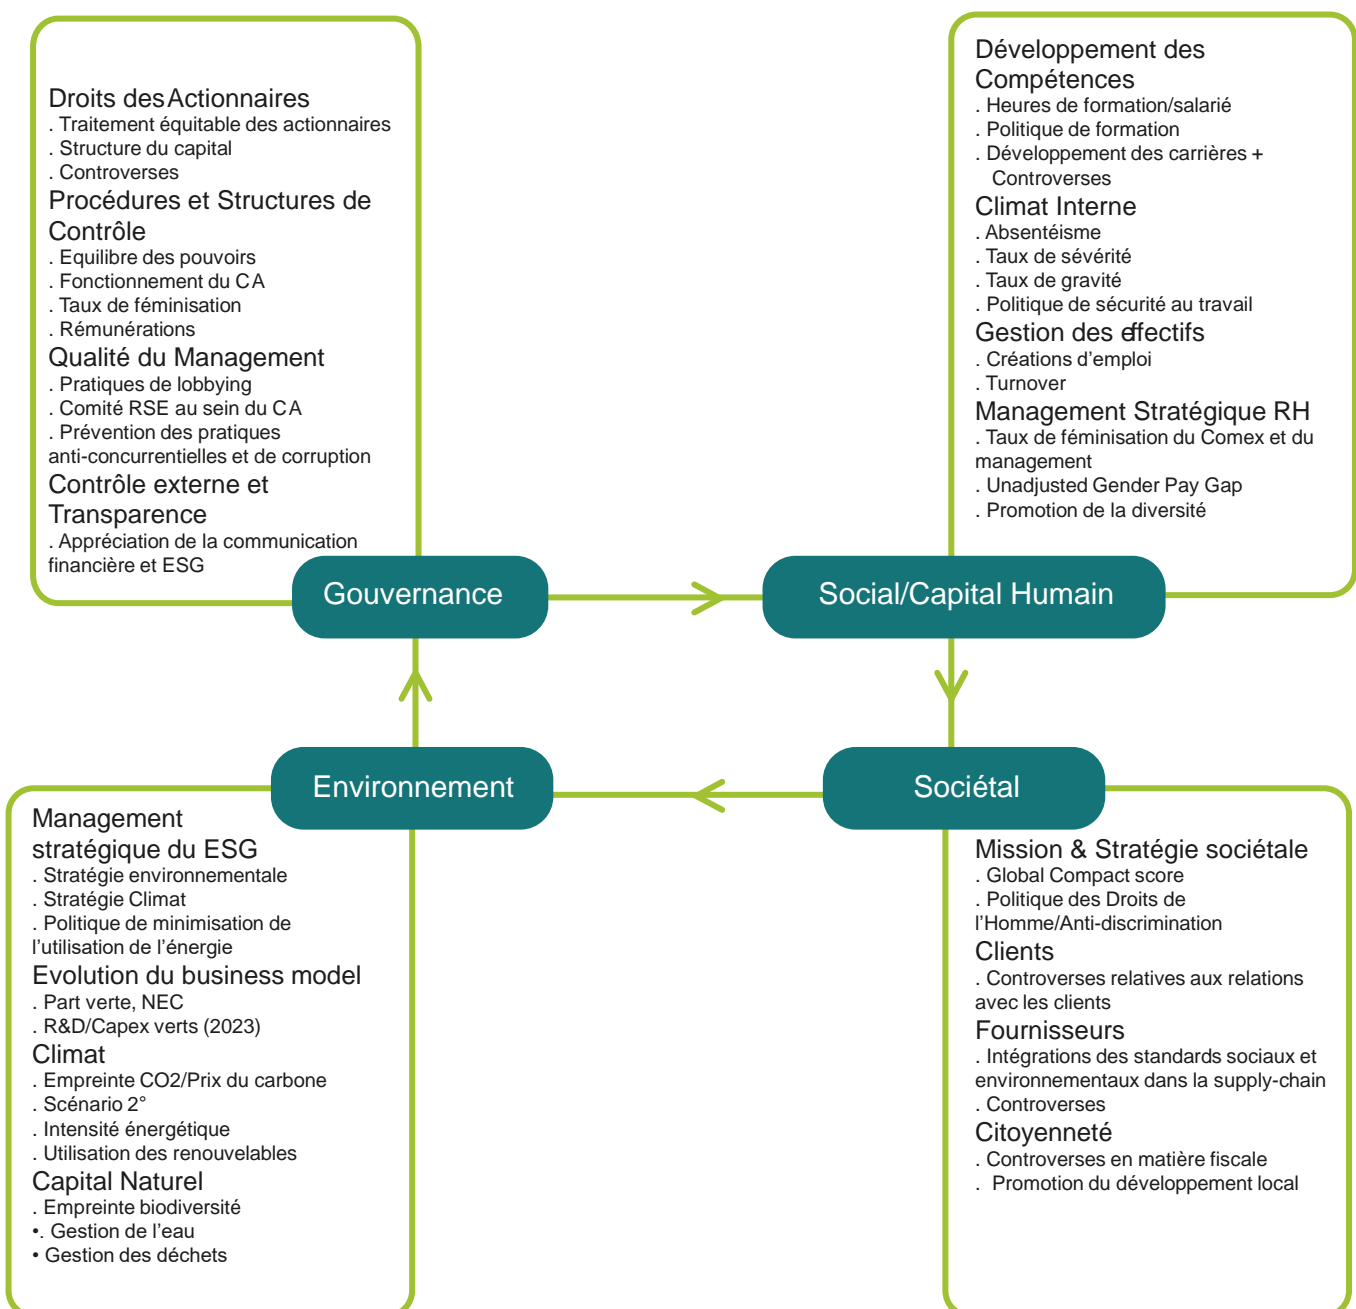 Droits des Actionnaires
. Traitement équitable des actionnaires
. Structure du capital
. Controverses
Procédures et Structures de
Contrôle
. Equilibre des pouvoirs
. Fonctionnement du CA
. Taux de féminisation
. Rémunérations
Qualité du Management
. Pratiques de lobbying
. Comité RSE au sein du CA
. Prévention des pratiques
anti-concurrentielles et de corruption
Contrôle externe et
Transparence
. Appréciation de la communication
financière et ESG
Gouvernance
Développement des
Compétences
. Heures de formation/salarié
. Politique de formation
. Développement des carrières +
Controverses
Climat Interne
. Absentéisme
. Taux de sévérité
. Taux de gravité
. Politique de sécurité au travail
Gestion des effectifs
. Créations d'emploi
. Turnover
Management Stratégique RH
. Taux de féminisation du Comex et du
management
. Unadjusted Gender Pay Gap
. Promotion de la diversité
Social/Capital Humain
Environnement
Management
stratégique du ESG
. Stratégie environnementale
. Stratégie Climat
. Politique de minimisation de
l’utilisation de l’énergie
Evolution du business model
. Part verte, NEC
. R&D/Capex verts (2023)
Climat
. Empreinte CO2/Prix du carbone
. Scénario 2°
. Intensité énergétique
. Utilisation des renouvelables
Capital Naturel
. Empreinte biodiversité
•. Gestion de l’eau
• Gestion des déchets
Sociétal
Mission & Stratégie sociétale
. Global Compact score
. Politique des Droits de
l’Homme/Anti-discrimination
Clients
. Controverses relatives aux relations
avec les clients
Fournisseurs
. Intégrations des standards sociaux et
environnementaux dans la supply-chain
. Controverses
Citoyenneté
. Controverses en matière fiscale
. Promotion du développement local